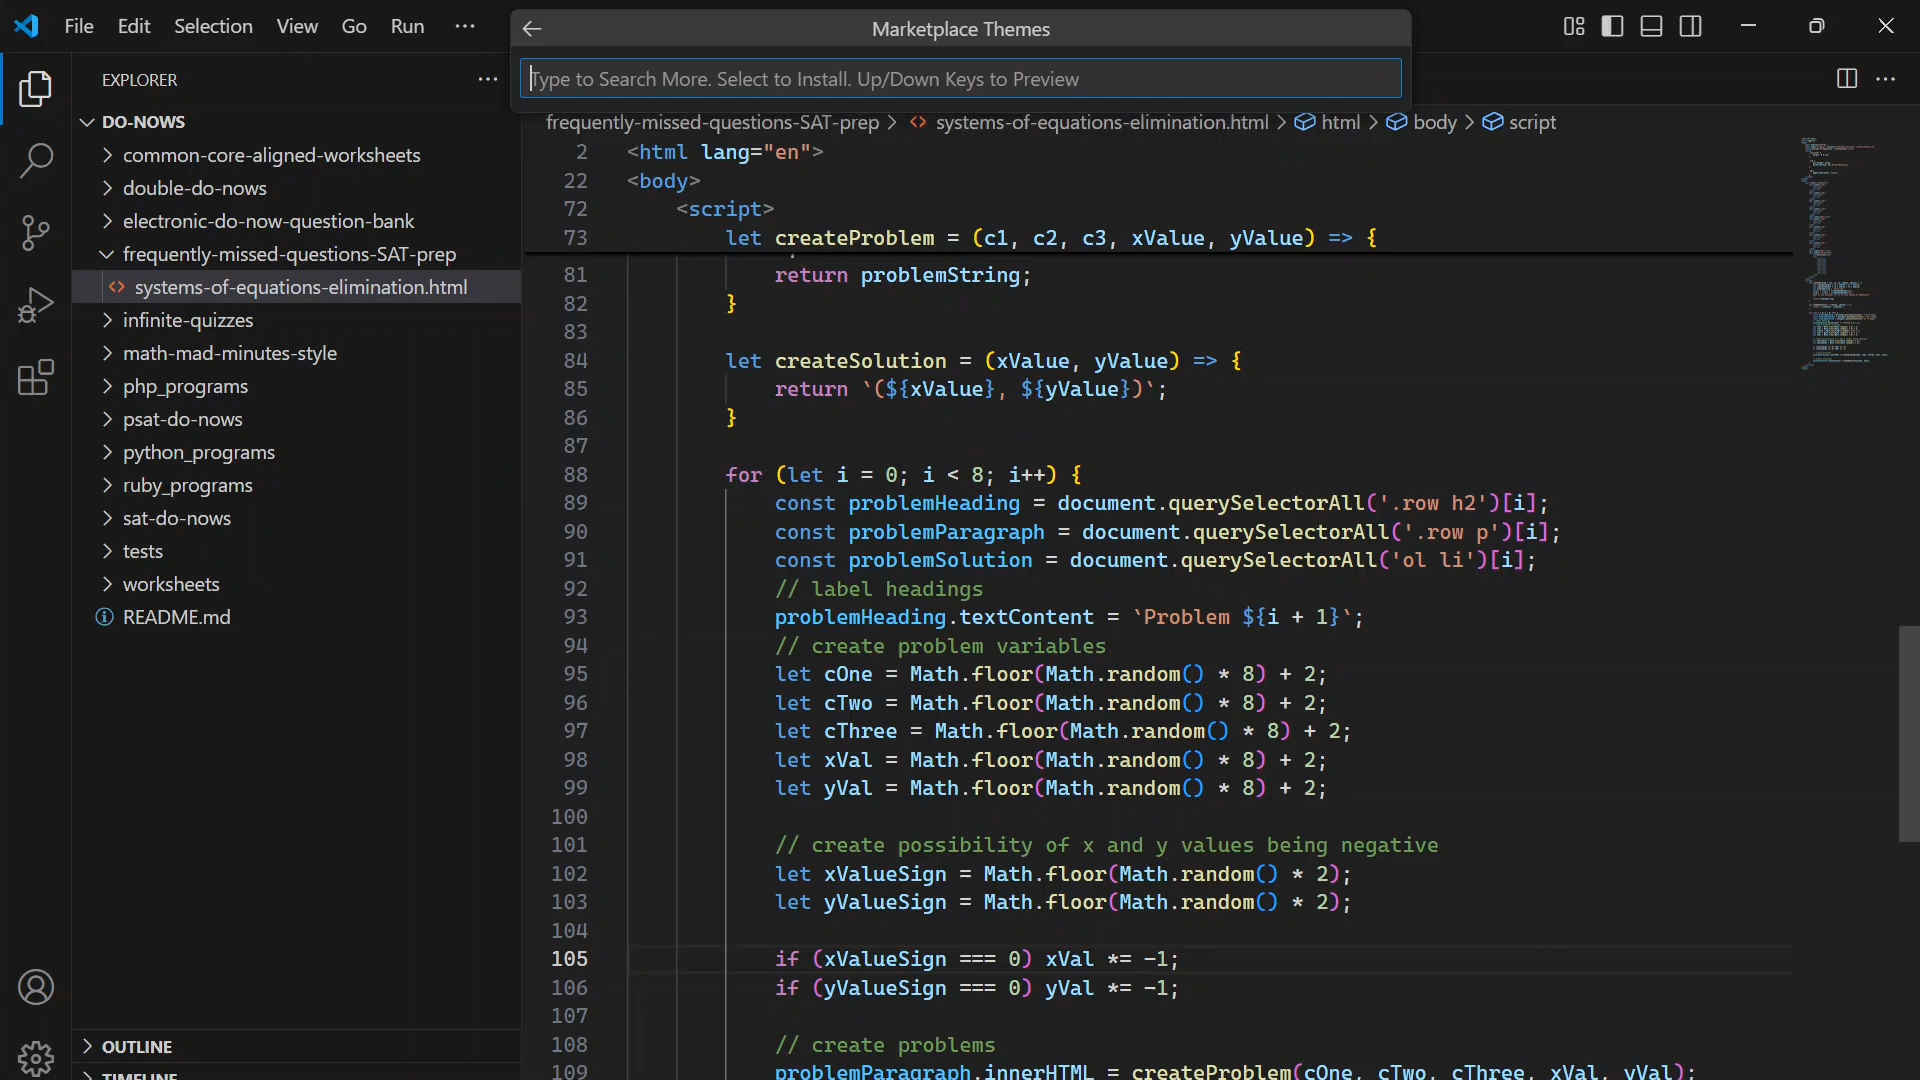 File Edit Selection View Go Run ···
Marketplace Themes
Type to Search More. Select to Install. Up/Down Keys to Preview
EXPLORER ···
DO-NOWS
common-core-aligned-worksheets
double-do-nows
electronic-do-now-question-bank
frequently-missed-questions-SAT-prep
<> systems-of-equations-elimination.html
infinite-quizzes
math-mad-minutes-style
php_programs
psat-do-nows
python_programs
ruby_programs
sat-do-nows
tests
worksheets
README.md
OUTLINE
TIMELINE
frequently-missed-questions-SAT-prep > <> systems-of-equations-elimination.html > html > body > script
2 <html lang="en">
22 <body>
72 <script>
73 let createProblem = (c1, c2, c3, xValue, yValue) => {
81 return problemString;
82 }
83
84 let createSolution = (xValue, yValue) => {
85 return `(${xValue}, ${yValue})`;
86 }
87
88 for (let i = 0; i < 8; i++) {
89 const problemHeading = document.querySelectorAll('.row h2')[i];
90 const problemParagraph = document.querySelectorAll('.row p')[i];
91 const problemSolution = document.querySelectorAll('ol li')[i];
92 // label headings
93 problemHeading.textContent = `Problem ${i + 1}`;
94 // create problem variables
95 let cOne = Math.floor(Math.random() * 8) + 2;
96 let cTwo = Math.floor(Math.random() * 8) + 2;
97 let cThree = Math.floor(Math.random() * 8) + 2;
98 let xVal = Math.floor(Math.random() * 8) + 2;
99 let yVal = Math.floor(Math.random() * 8) + 2;
100
101 // create possibility of x and y values being negative
102 let xValueSign = Math.floor(Math.random() * 2);
103 let yValueSign = Math.floor(Math.random() * 2);
104
105 if (xValueSign === 0) xVal *= -1;
106 if (yValueSign === 0) yVal *= -1;
107
108 // create problems
109 problemParagraph.innerHTML = createProblem(cOne, cTwo, cThree, xVal, yVal);